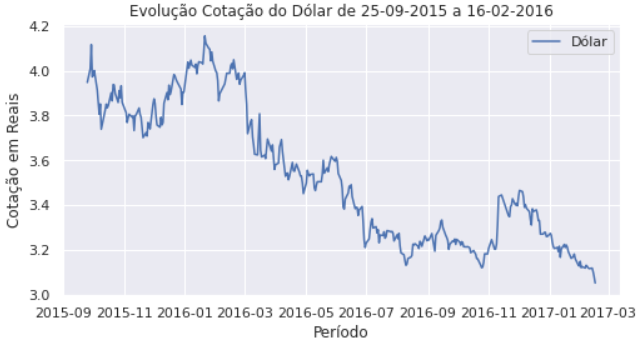 Evolução Cotação do Dólar de 25-09-2015 a 16-02-2016
4.2
Dólar
4.0
3.8
3.6
3.4
3.2
3.0
Cotação em Reais
2015-09 2015-11 2016-01 2016-03 2016-05 2016-07 2016-09 2016-11 2017-01 2017-03
Período